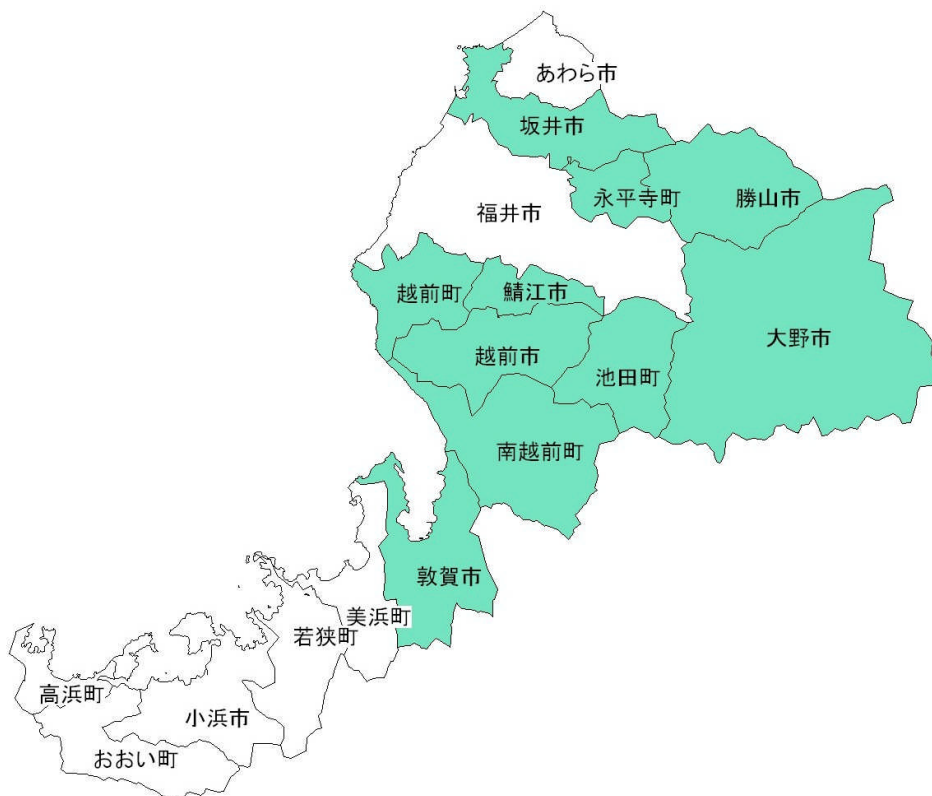 あわら市
坂井市
永平寺町
勝山市
福井市
越前町
鯖江市
大野市
越前市
池田町
南越前町
敦賀市
美浜町
若狭町
高浜町
小浜市
おおい町